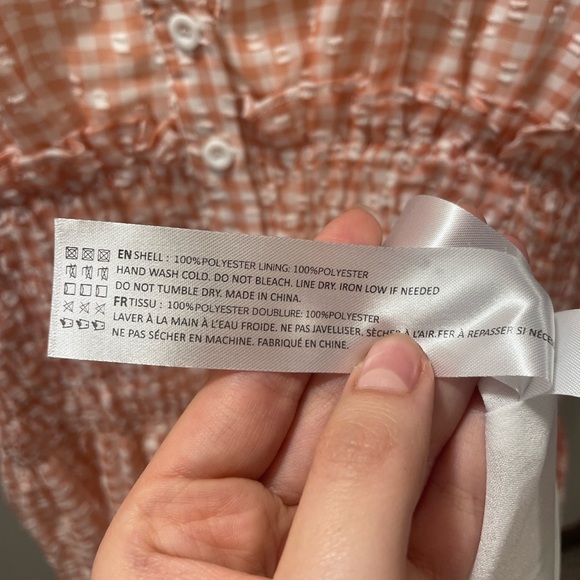 EN SHELL: 100%POLYESTER LINING: 100%POLYESTER
HAND WASH COLD. DO NOT BLEACH. LINE DRY. IRON LOW IF NEEDED
DO NOT TUMBLE DRY. MADE IN CHINA.
FR TISSU : 100%POLYESTER DOUBLURE: 100%POLYESTER
LAVER À LA MAIN À L'EAU FROIDE. NE PAS JAVELLISER. SÈCHER À L'AIR.FER À REPASSER SI
NE PAS SÉCHER EN MACHINE. FABRIQUÉ EN CHINE.